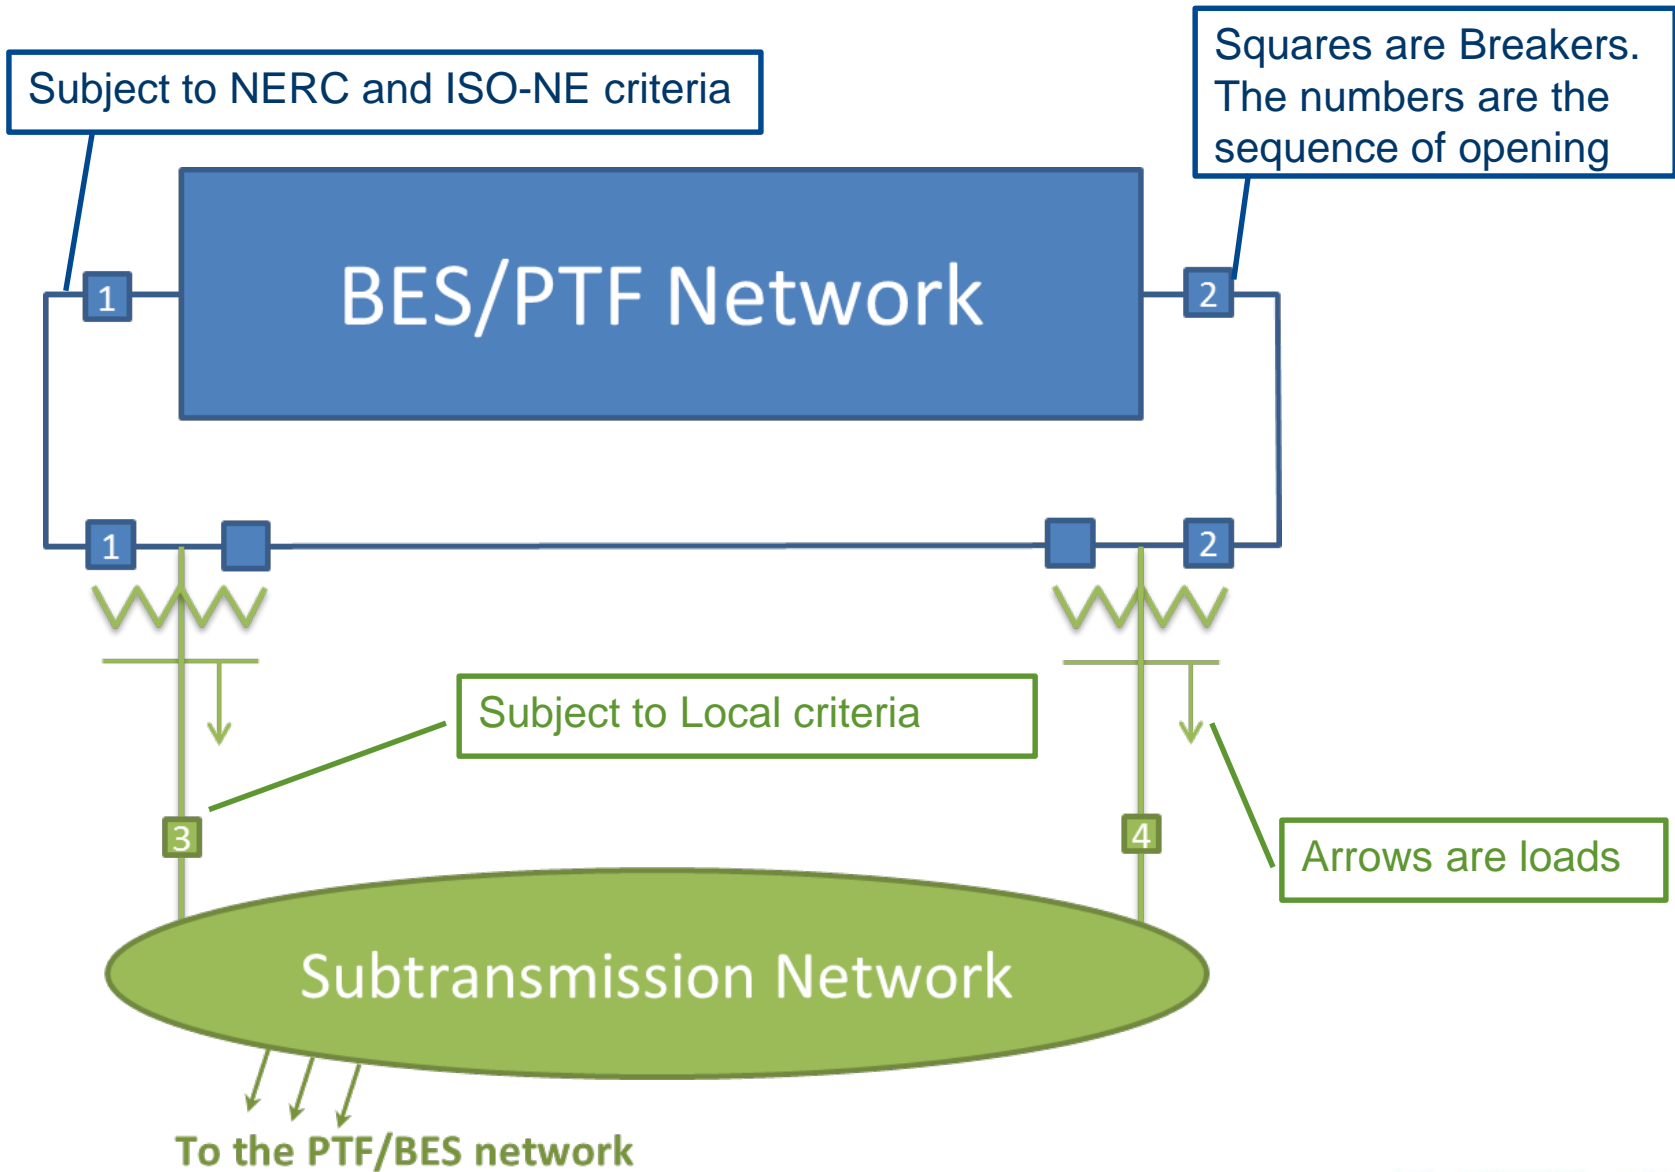 Subject to NERC and ISO-NE criteria
Squares are Breakers.
The numbers are the
sequence of opening
BES/PTF Network
1
2
1
2
Subject to Local criteria
3
4
Arrows are loads
Subtransmission Network
To the PTF/BES network